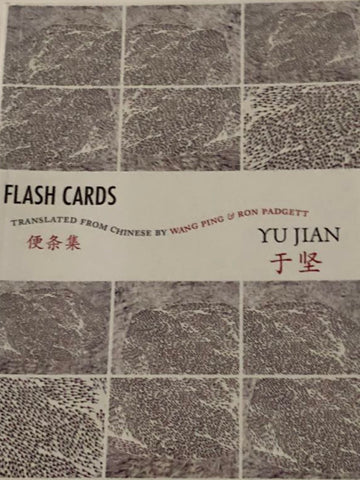 FLASH CARDS
TRANSLATED FROM CHINESE BY WANG PING & RON PADGETT
便条集
YU JIAN
于坚